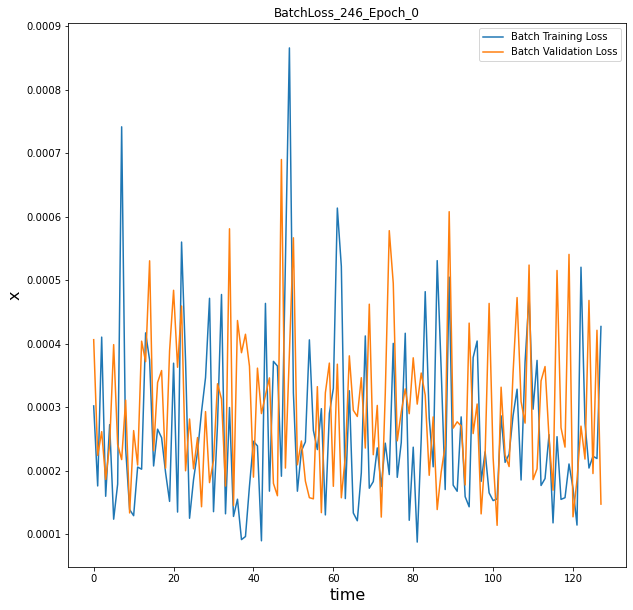 BatchLoss_246_Epoch_0
Batch Training Loss
Batch Validation Loss
0.0009
0.0008
0.0007
0.0006
0.0005
0.0004
0.0003
0.0002
0.0001
x
0 20 40 60 80 100 120
time